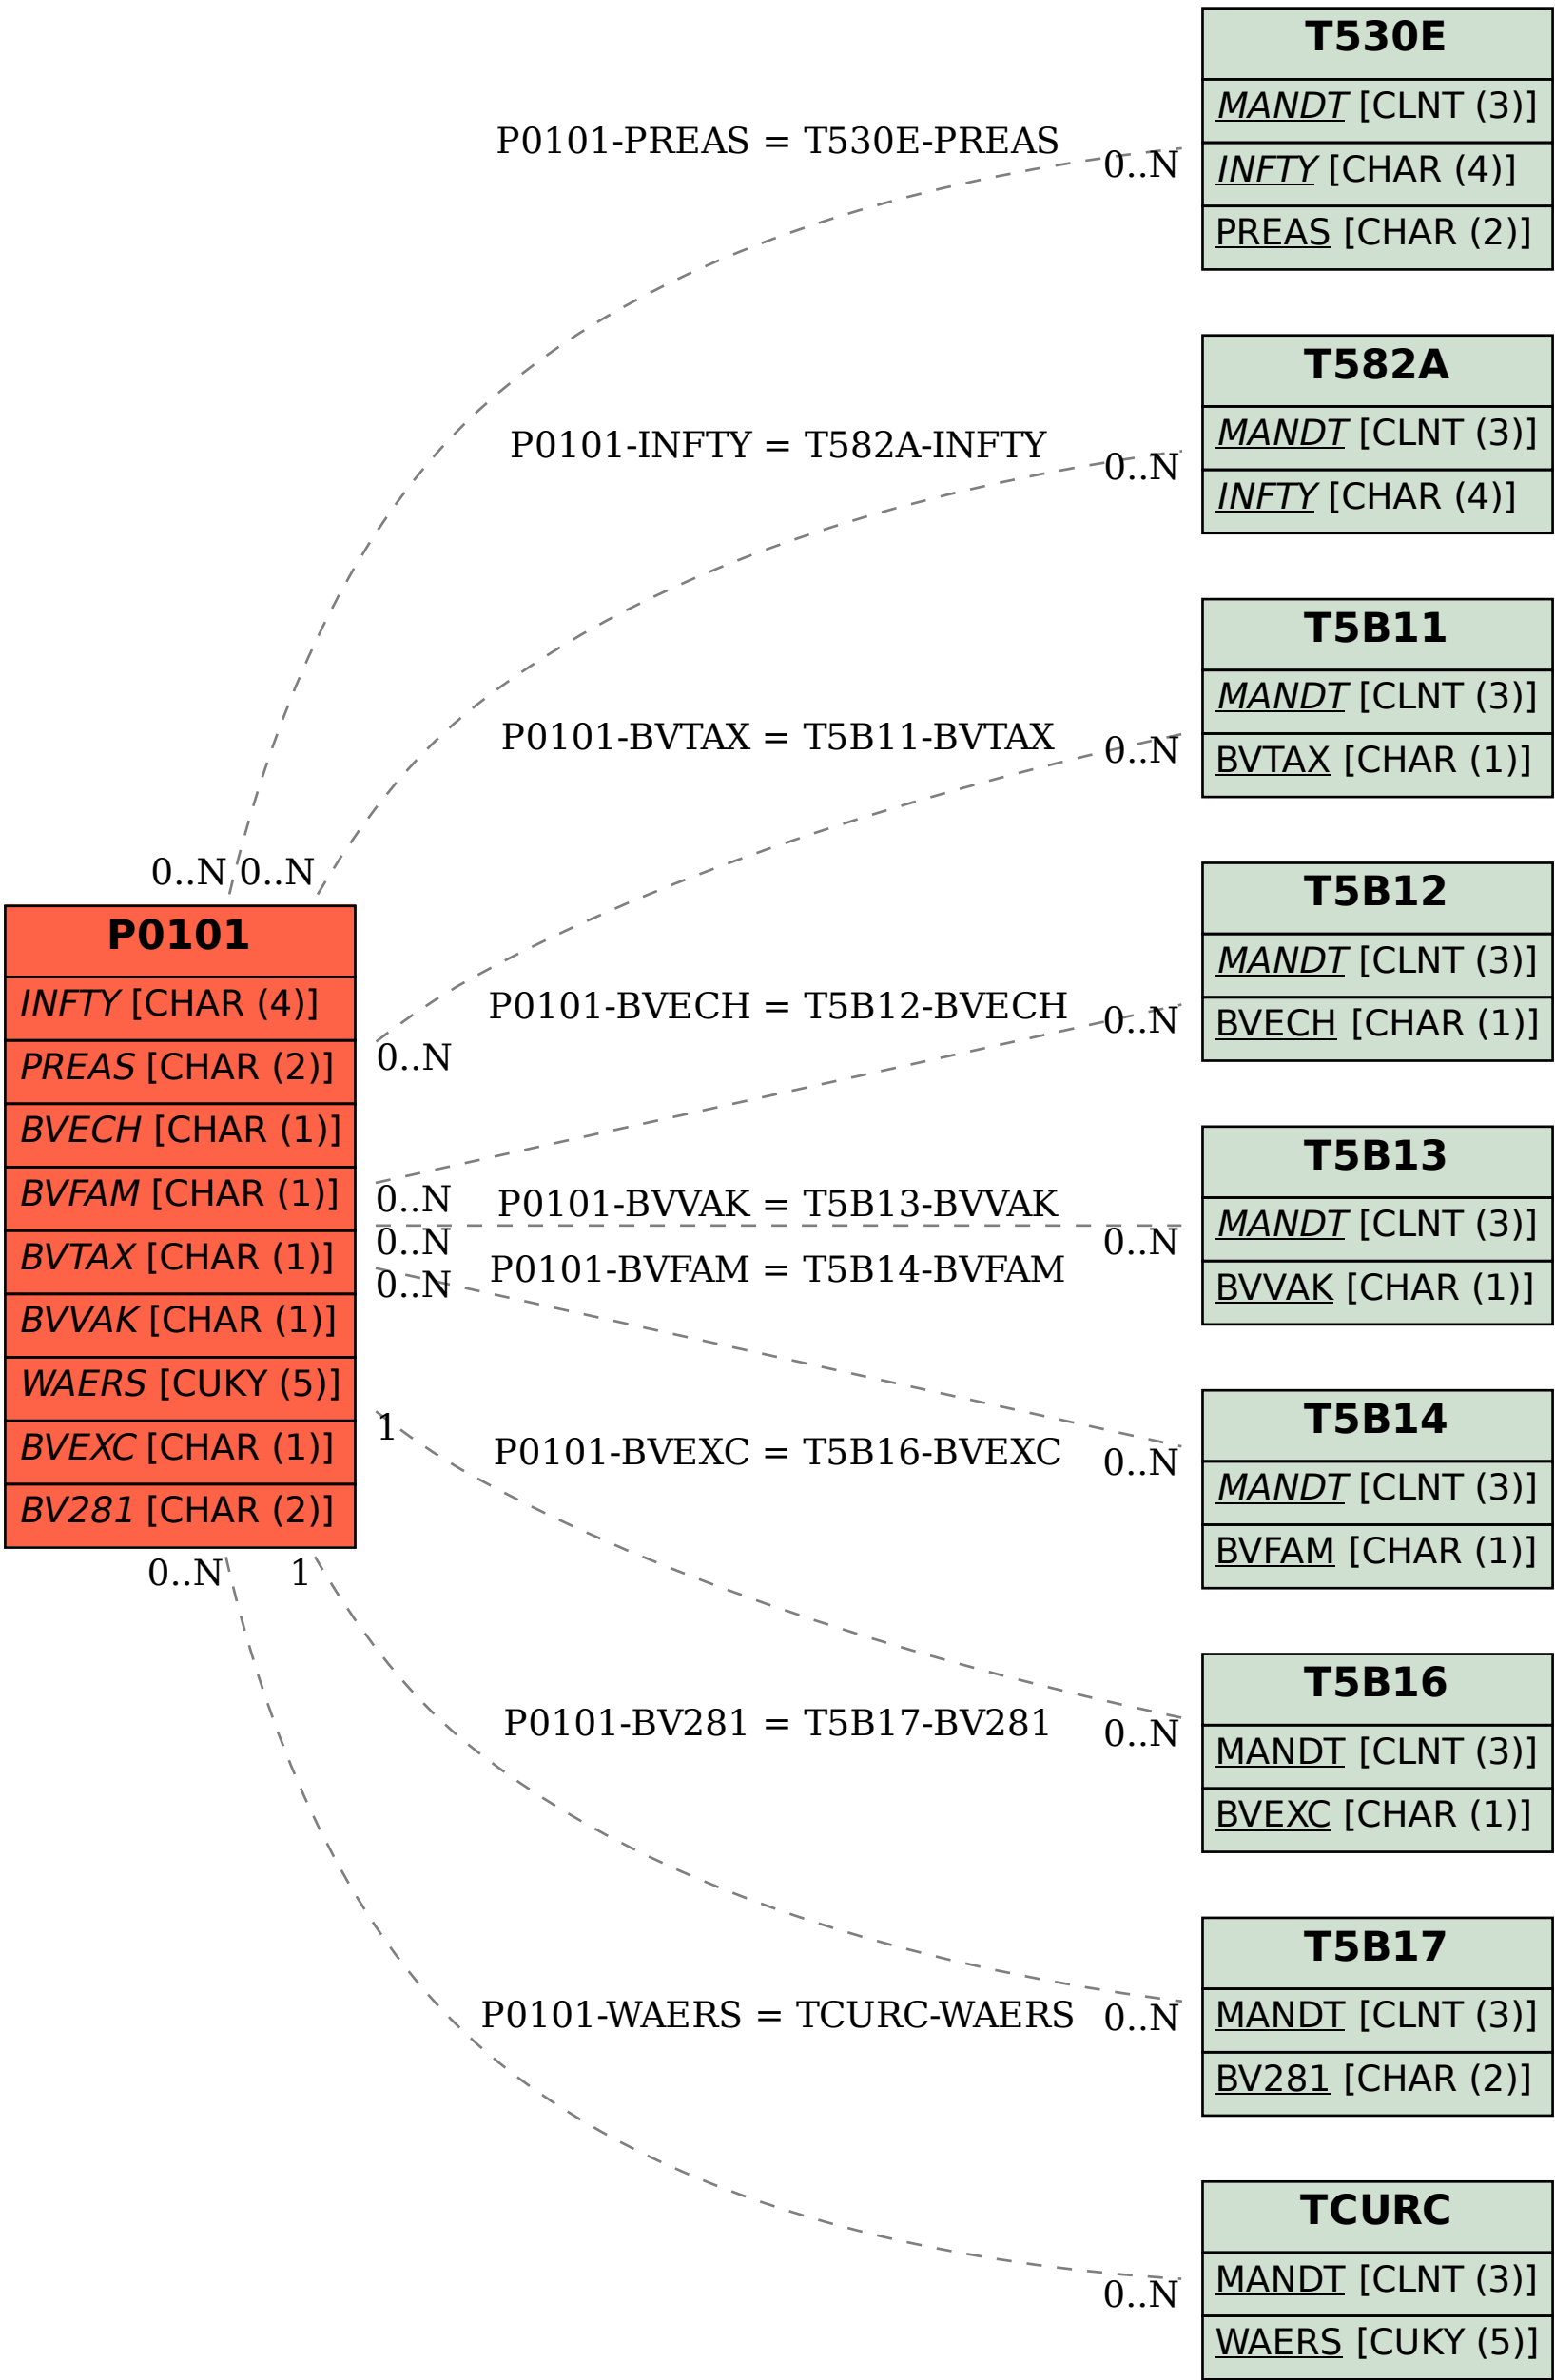 T530E
MANDT [CLNT (3)]
INFTY [CHAR (4)]
PREAS [CHAR (2)]
P0101-PREAS = T530E-PREAS
0..N
T582A
MANDT [CLNT (3)]
INFTY [CHAR (4)]
P0101-INFTY = T582A-INFTY
0..N
T5B11
MANDT [CLNT (3)]
BVTAX [CHAR (1)]
P0101-BVTAX = T5B11-BVTAX
0..N
0..N 0..N
P0101
INFTY [CHAR (4)]
PREAS [CHAR (2)]
BVECH [CHAR (1)]
BVFAM [CHAR (1)]
BVTAX [CHAR (1)]
BVVAK [CHAR (1)]
WAERS [CUKY (5)]
BVEXC [CHAR (1)]
BV281 [CHAR (2)]
T5B12
MANDT [CLNT (3)]
BVECH [CHAR (1)]
P0101-BVECH = T5B12-BVECH
0..N
0..N
0..N
T5B13
MANDT [CLNT (3)]
BVVAK [CHAR (1)]
P0101-BVVAK = T5B13-BVVAK
0..N
0..N
0..N
P0101-BVFAM = T5B14-BVFAM
T5B14
MANDT [CLNT (3)]
BVFAM [CHAR (1)]
1
P0101-BVEXC = T5B16-BVEXC
0..N
0..N 1
T5B16
MANDT [CLNT (3)]
BVEXC [CHAR (1)]
P0101-BV281 = T5B17-BV281
0..N
T5B17
MANDT [CLNT (3)]
BV281 [CHAR (2)]
P0101-WAERS = TCURC-WAERS
0..N
TCURC
MANDT [CLNT (3)]
WAERS [CUKY (5)]
0..N